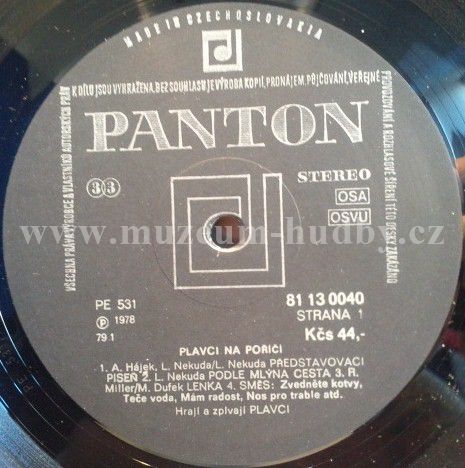 MADE IN CZECHOSLOVAKIA
VŠECHNA PRÁVA VÝROBCE A VLASTNÍKŮ AUTORSKÝCH PRÁV
K DÍLU JSOU VYHRAŽENA. BEZ SOUHLASU JE VÝROBA KOPIÍ, PRONÁJEM, PŮJČOVÁNÍ, VEŘEJNÉ
PROVOZOVÁNÍ A ROZHLASOVÉ ŠÍŘENÍ TÉTO DESKY ZAKÁZÁNO
PANTON
33
STEREO
OSA
OSVU
www.muzeum-hudby.cz
PE 531
81 13 0040
℗ 1978
STRANA 1
79 1
Kčs 44,-
PLAVCI NA POŘÍČÍ
1. A. Hájek, L. Nekuda/L. Nekuda PŘEDSTAVOVACÍ
PÍSEŇ 2. L. Nekuda PODLE MLÝNA CESTA 3. R.
Miller/M. Dufek LENKA 4. SMĚS: Zvedněte kotvy,
Teče voda, Mám radost, Nos pro trable atd.
Hrají a zpívají PLAVCI